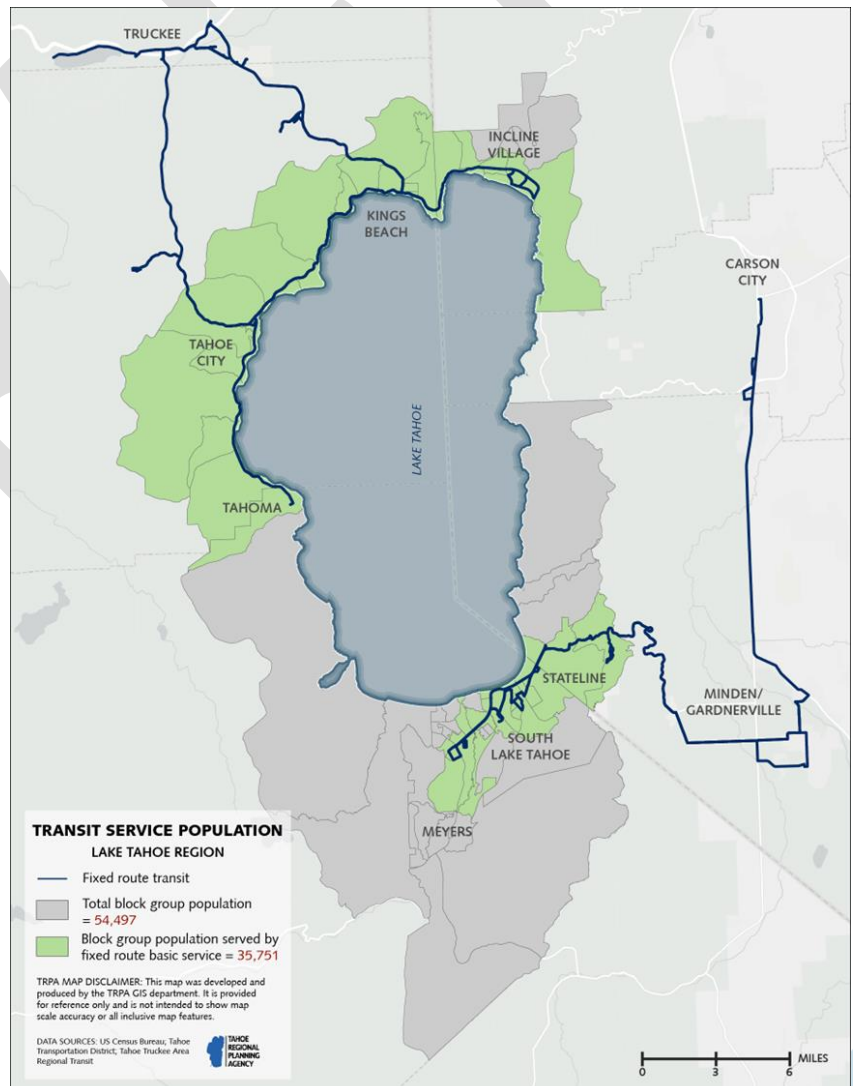 TRUCKEE
INCLINE
VILLAGE
KINGS
BEACH
CARSON
CITY
TAHOE
CITY
LAKE TAHOE
TAHOMA
STATELINE
MINDEN/
GARDNERVILLE
SOUTH
LAKE TAHOE
MEYERS
TRANSIT SERVICE POPULATION
LAKE TAHOE REGION
Fixed route transit
Total block group population
= 54,497
Block group population served by
fixed route basic service = 35,751
TRPA MAP DISCLAIMER: This map was developed and
produced by the TRPA GIS department. It is provided
for reference only and is not intended to show map
scale accuracy or all inclusive map features.
DATA SOURCES: US Census Bureau; Tahoe
Transportation District; Tahoe Truckee Area
Regional Transit
TAHOE
REGIONAL
PLANNING
AGENCY
MILES
0 3 6